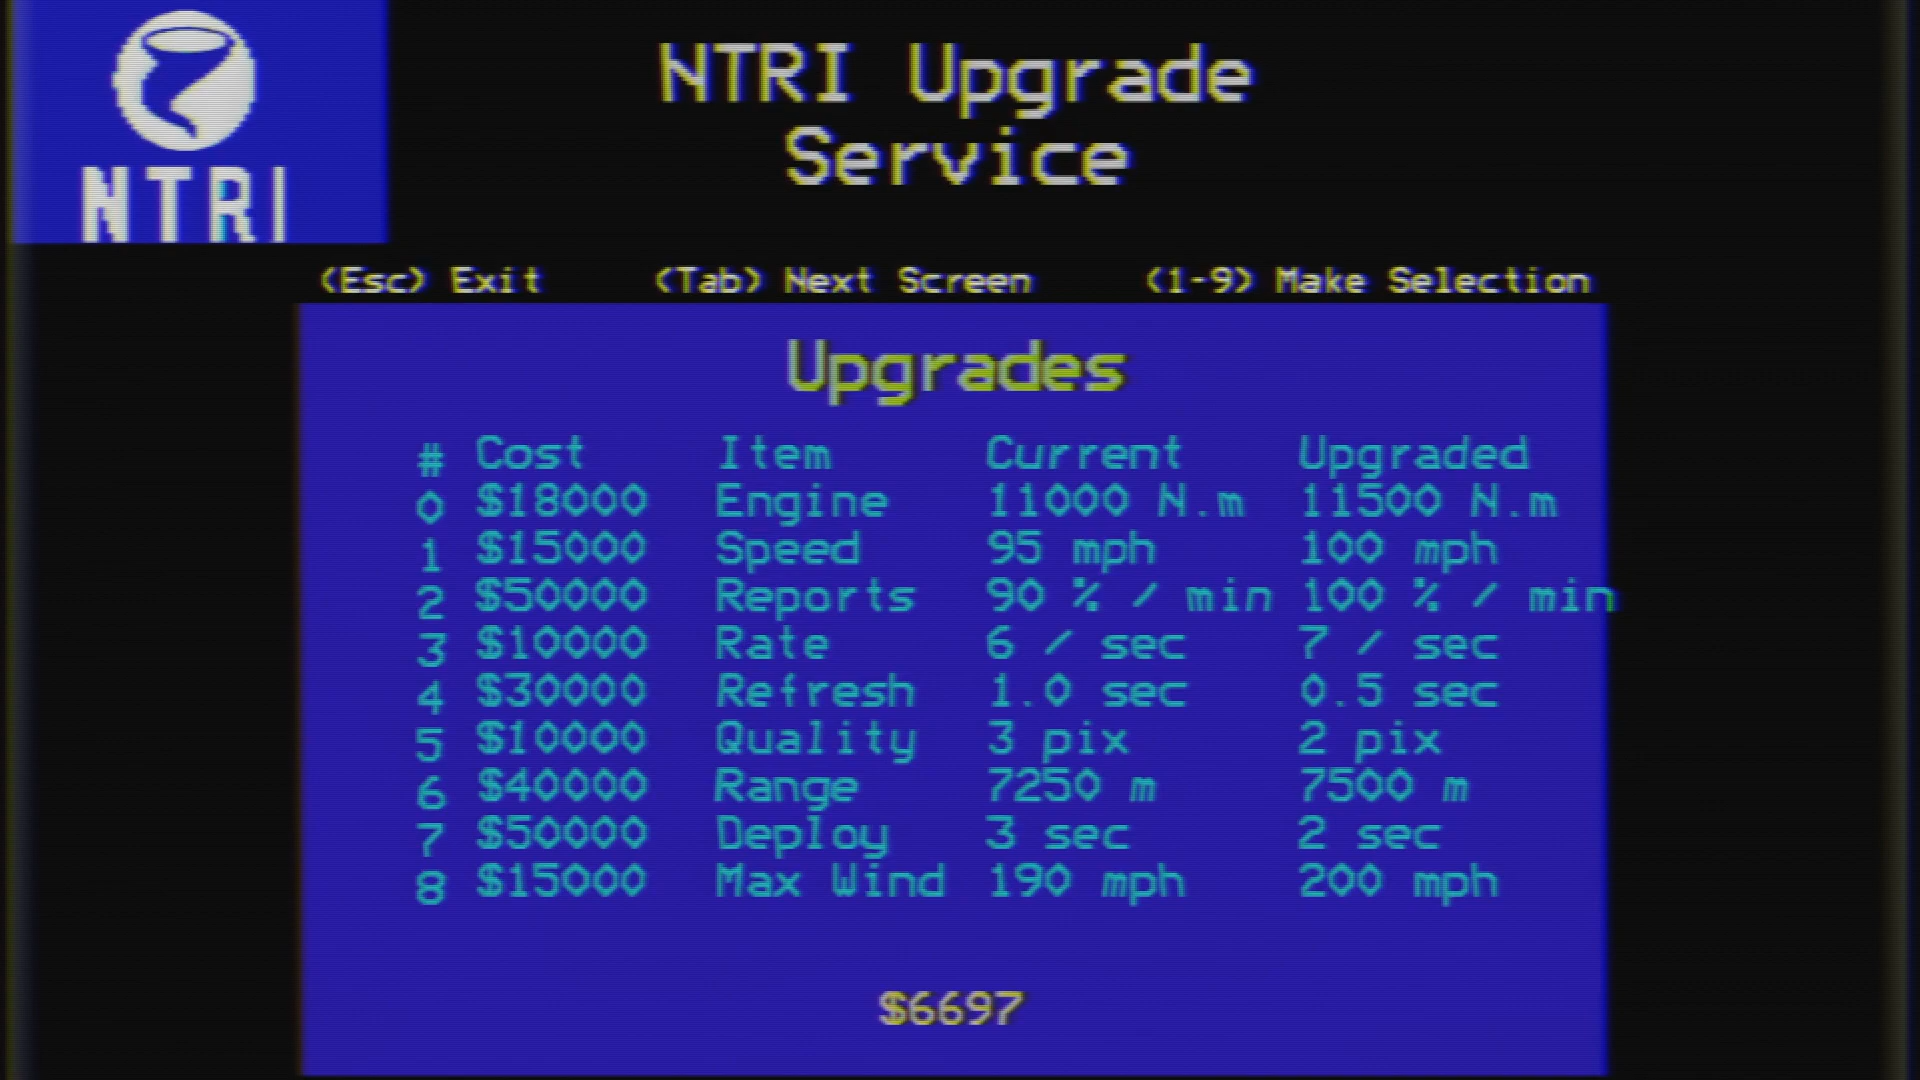 NTRI
NTRI Upgrade
Service
(Esc) Exit (Tab) Next Screen (1-9) Make Selection
Upgrades
# Cost Item Current Upgraded
0 $18000 Engine 11000 N.m 11500 N.m
1 $15000 Speed 95 mph 100 mph
2 $50000 Reports 90 % / min 100 % / min
3 $10000 Rate 6 / sec 7 / sec
4 $30000 Refresh 1.0 sec 0.5 sec
5 $10000 Quality 3 pix 2 pix
6 $40000 Range 7250 m 7500 m
7 $50000 Deploy 3 sec 2 sec
8 $15000 Max Wind 190 mph 200 mph
$6697